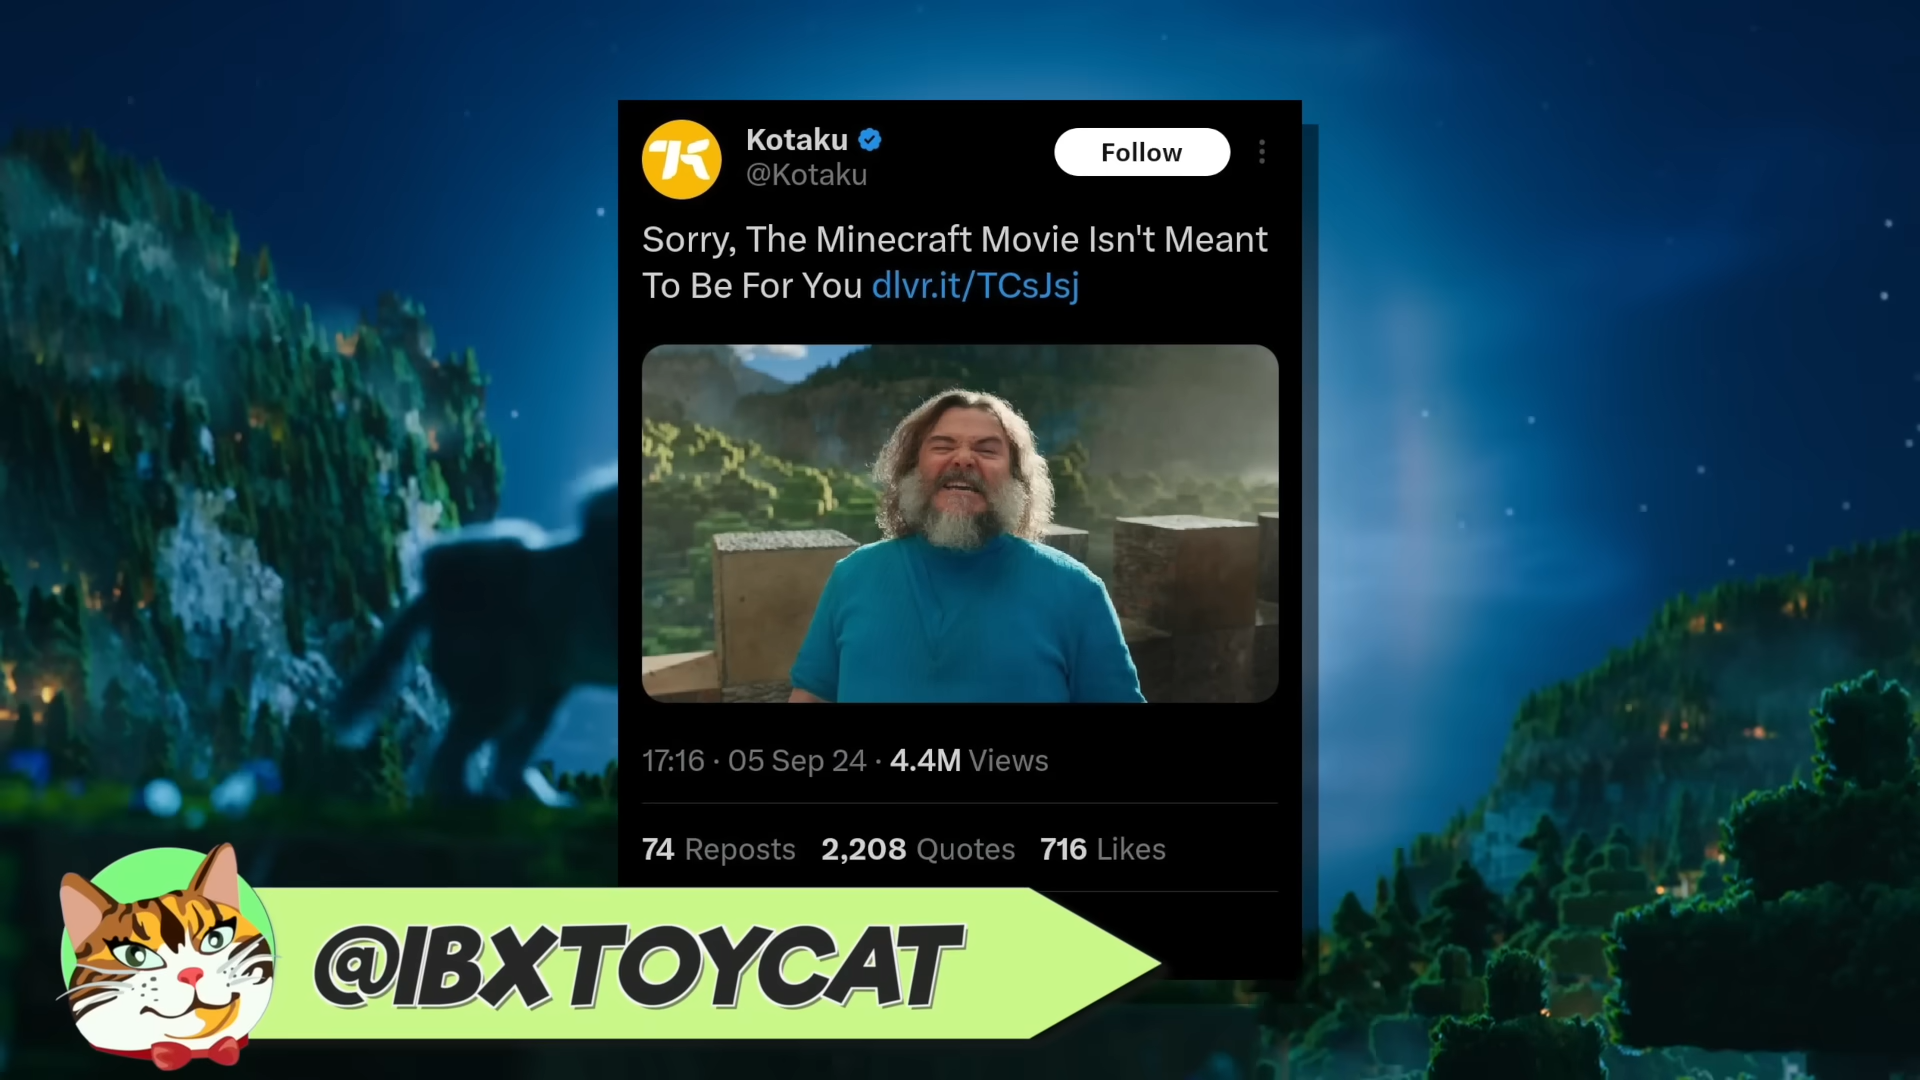 Kotaku
@Kotaku
Follow
Sorry, The Minecraft Movie Isn't Meant
To Be For You dlvr.it/TCsJsj
17:16 · 05 Sep 24 · 4.4M Views
74 Reposts 2,208 Quotes 716 Likes
@IBXTOYCAT